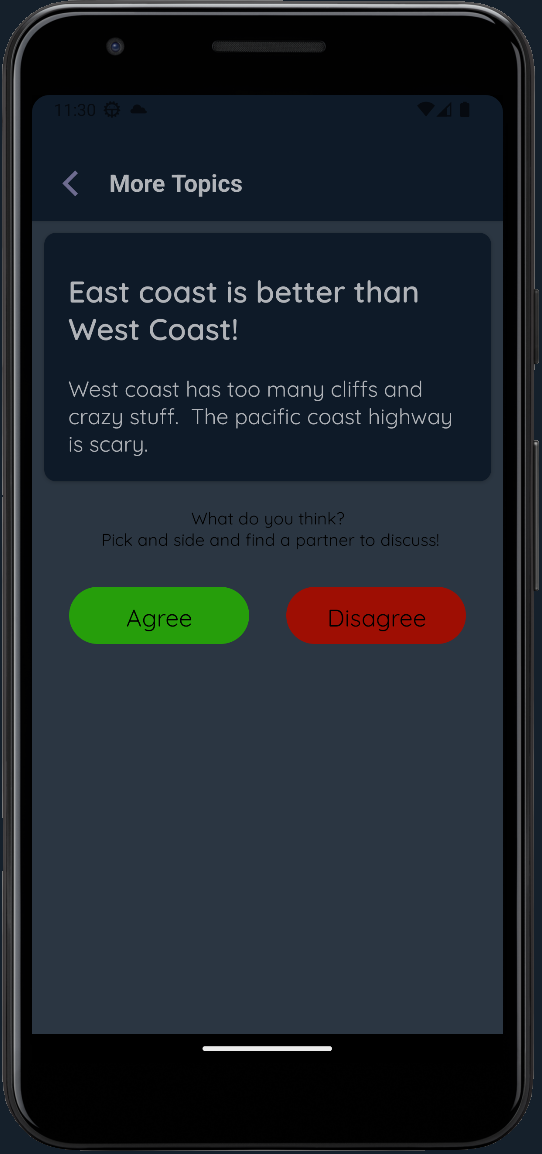 11:30
More Topics
East coast is better than
West Coast!
West coast has too many cliffs and
crazy stuff.  The pacific coast highway
is scary.
What do you think?
Pick and side and find a partner to discuss!
Agree
Disagree